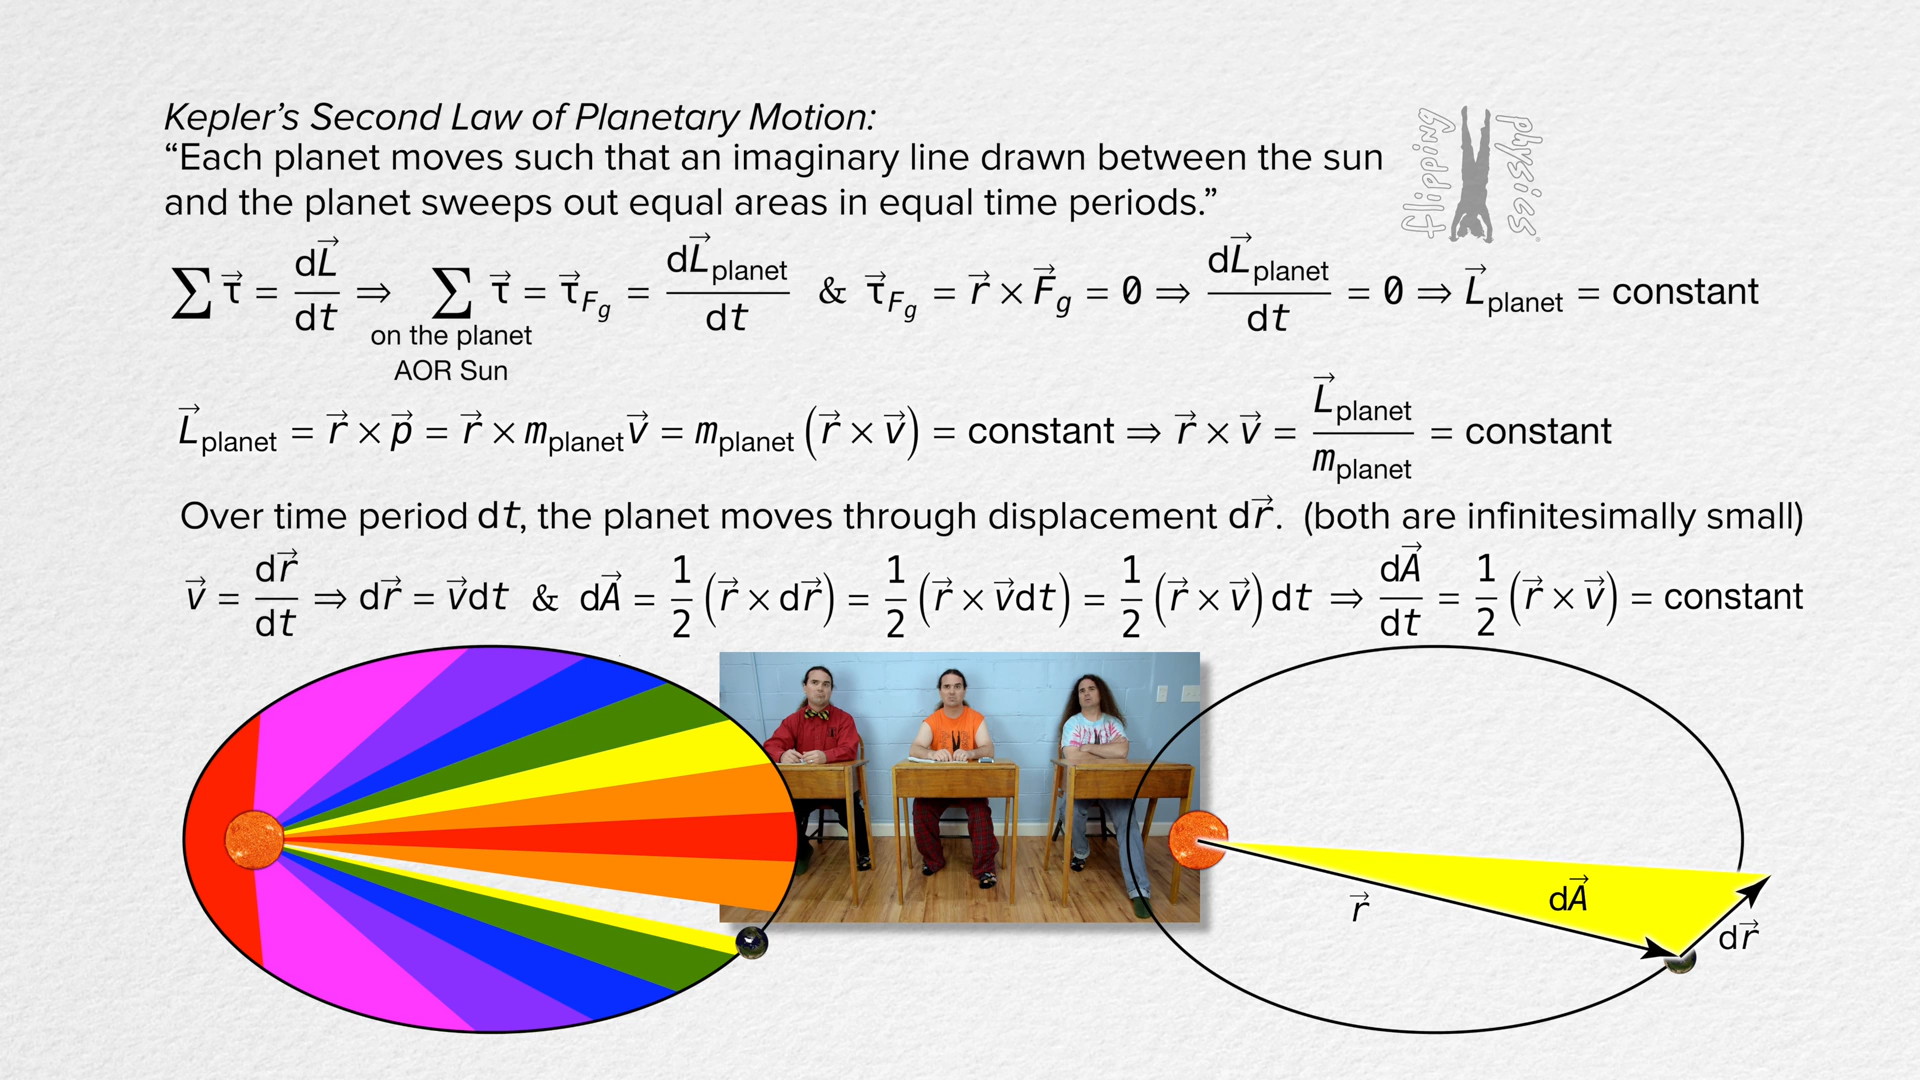 Kepler's Second Law of Planetary Motion:
“Each planet moves such that an imaginary line drawn between the sun
and the planet sweeps out equal areas in equal time periods.”
flipping physics
∑ τ⃗ = dL⃗/dt ⇒ ∑ τ⃗ = τ⃗_F_g = dL⃗_planet/dt & τ⃗_F_g = r⃗ × F⃗_g = 0 ⇒ dL⃗_planet/dt = 0 ⇒ L⃗_planet = constant
on the planet
AOR Sun
L⃗_planet = r⃗ × p⃗ = r⃗ × m_planet v⃗ = m_planet (r⃗ × v⃗) = constant ⇒ r⃗ × v⃗ = L⃗_planet/m_planet = constant
Over time period dt, the planet moves through displacement dr⃗. (both are infinitesimally small)
v⃗ = dr⃗/dt ⇒ dr⃗ = v⃗dt & dA⃗ = 1/2 (r⃗ × dr⃗) = 1/2 (r⃗ × v⃗dt) = 1/2 (r⃗ × v⃗) dt ⇒ dA⃗/dt = 1/2 (r⃗ × v⃗) = constant
r⃗
dA⃗
dr⃗